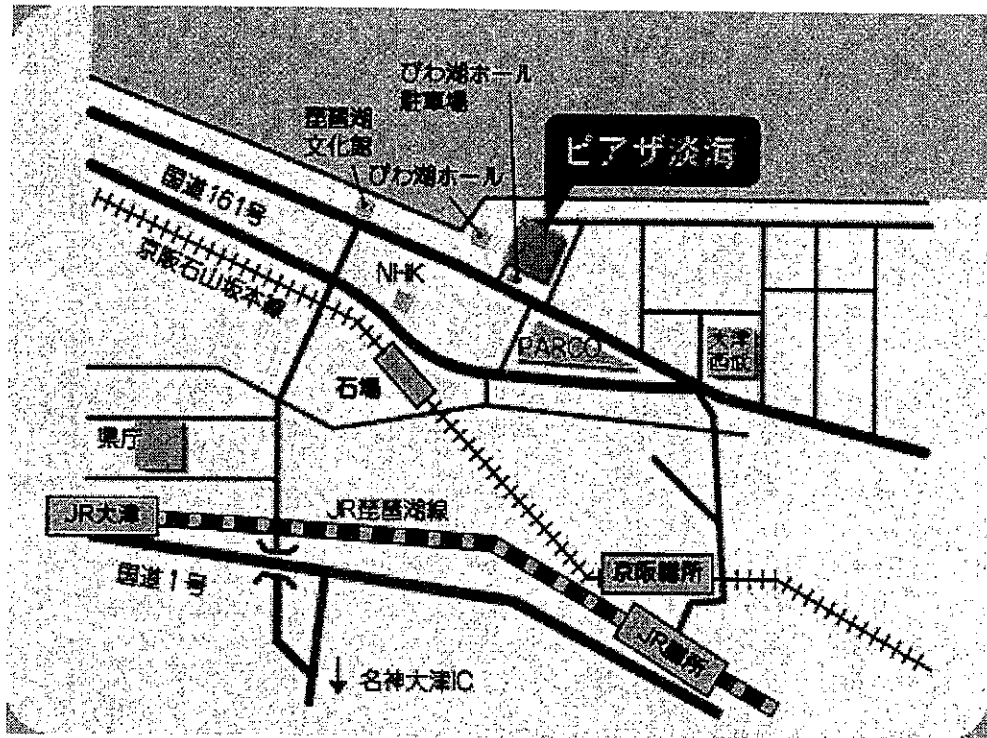 びわ湖ホール
駐車場
琵琶湖
文化館
ピアザ淡海
びわ湖ホール
国道161号
京阪石山坂本線
NHK
PARCO
大津
西武
石場
県庁
JR大津
JR琵琶湖線
国道1号
京阪膳所
JR膳所
名神大津IC